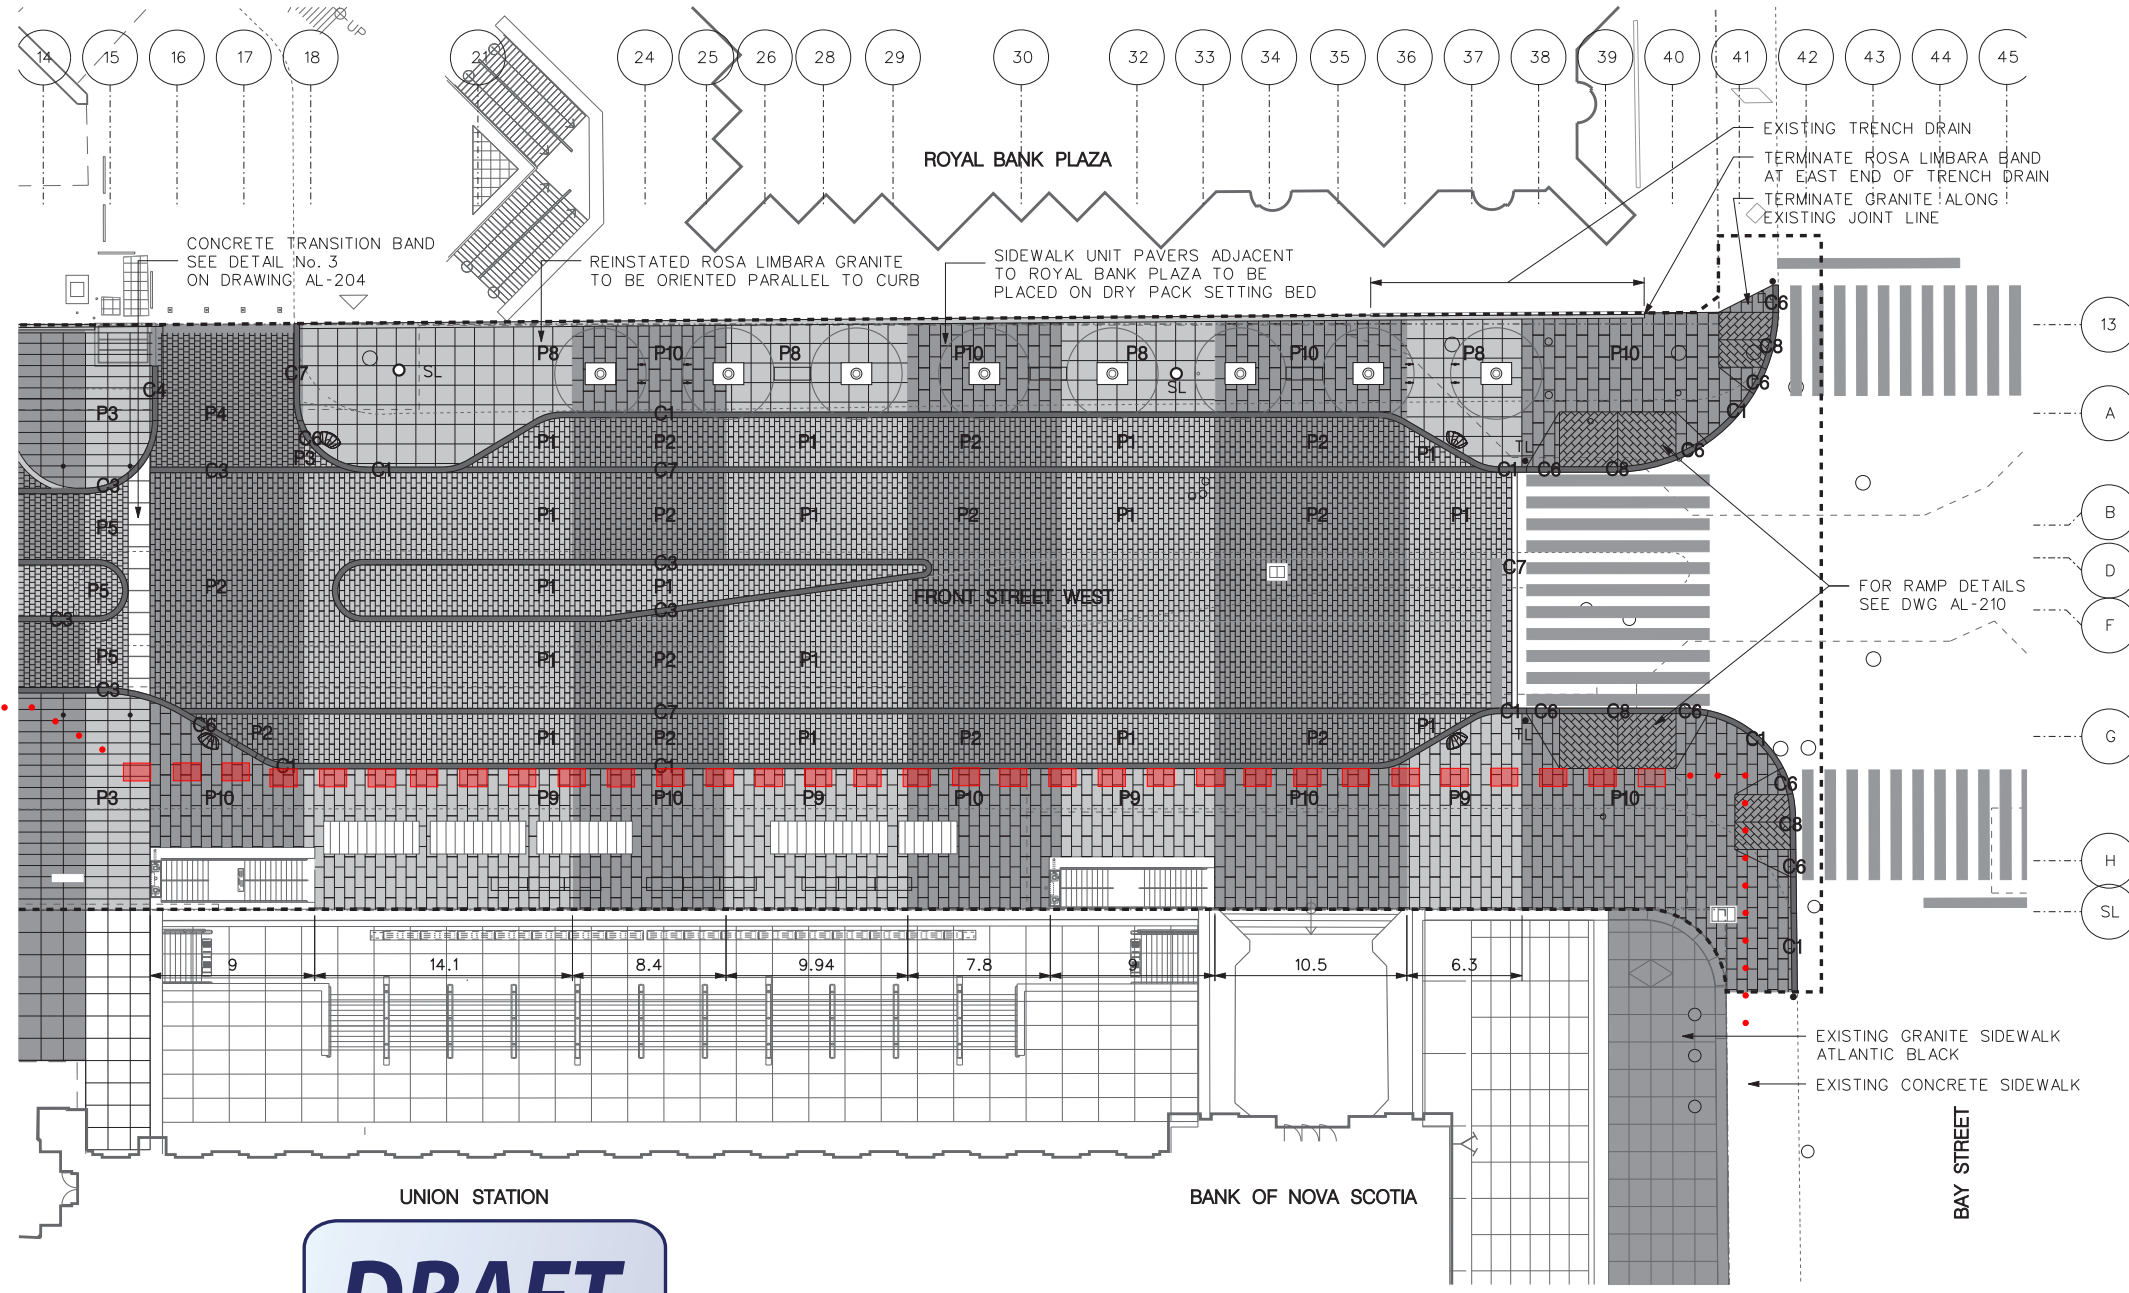 UP
14 15 16 17 18 21 24 25 26 28 29 30 32 33 34 35 36 37 38 39 40 41 42 43 44 45
ROYAL BANK PLAZA
EXISTING TRENCH DRAIN
TERMINATE ROSA LIMBARA BAND
AT EAST END OF TRENCH DRAIN
TERMINATE GRANITE ALONG
EXISTING JOINT LINE
CONCRETE TRANSITION BAND
SEE DETAIL No. 3
ON DRAWING AL-204
REINSTATED ROSA LIMBARA GRANITE
TO BE ORIENTED PARALLEL TO CURB
SIDEWALK UNIT PAVERS ADJACENT
TO ROYAL BANK PLAZA TO BE
PLACED ON DRY PACK SETTING BED
C6
13
P8 P10 P8 P10 P8 P10 P8 P10 C8
C4 C7 SL SL C6
P3 P4 C1 C1 A
C6 P1 P2 P1 P2 P1 P2 P1 TL C6
P3
C3 C1 C7 C1 C6 C8
C3
P5 P1 P2 P1 P2 P1 P2 P1 B
C3 C7 D
P5 P2 P1 P1
FRONT STREET WEST
FOR RAMP DETAILS
SEE DWG AL-210
C3 C3 F
P5 P1 P2 P1
C3
C6 P2 C7 C1 C6 C8 C6
P1 P2 P1 P2 P1 P2 P1 TL C1 G
C1 C1 C6
P3 P10 P9 P10 P9 P10 P9 P10 P9 P10
C8
C6 H
SL
C1
9 14.1 8.4 9.94 7.8 9 10.5 6.3
EXISTING GRANITE SIDEWALK
ATLANTIC BLACK
EXISTING CONCRETE SIDEWALK
BAY STREET
UNION STATION
BANK OF NOVA SCOTIA
DRAFT